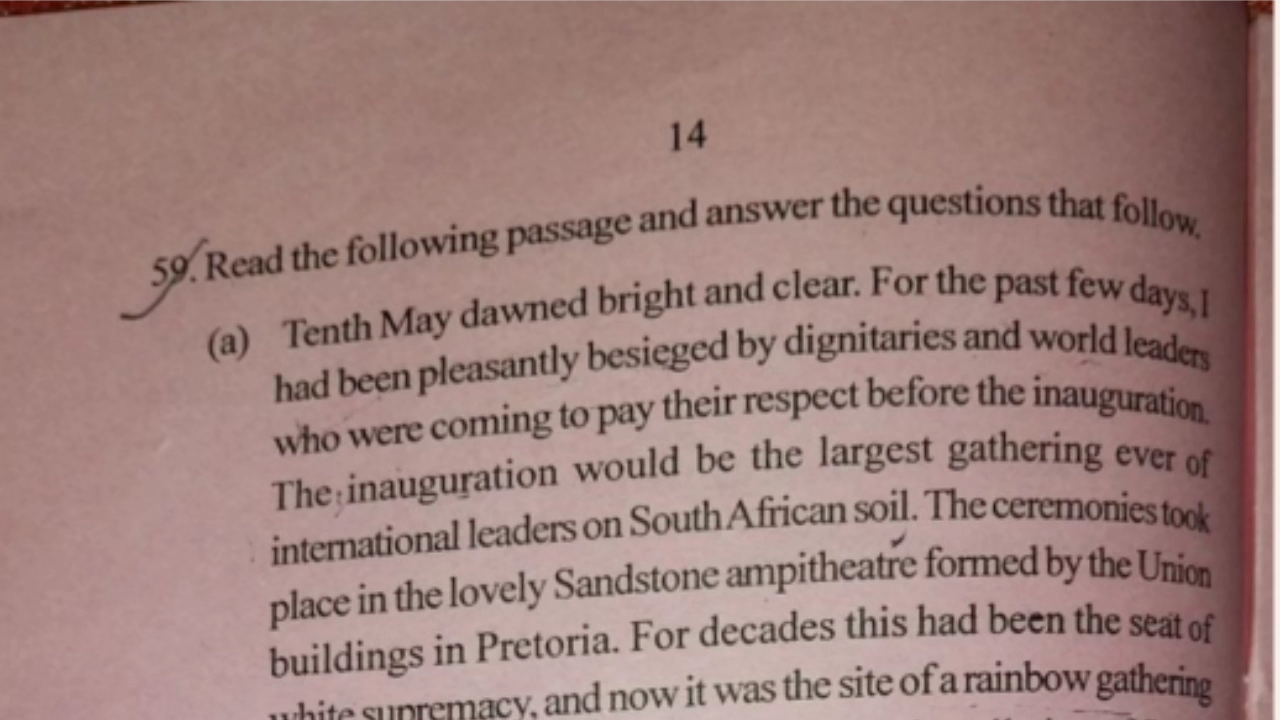 14
59. Read the following passage and answer the questions that follow.
(a) Tenth May dawned bright and clear. For the past few days, I
had been pleasantly besieged by dignitaries and world leaders
who were coming to pay their respect before the inauguration.
The inauguration would be the largest gathering ever of
international leaders on South African soil. The ceremonies took
place in the lovely Sandstone ampitheatre formed by the Union
buildings in Pretoria. For decades this had been the seat of
white supremacy, and now it was the site of a rainbow gathering